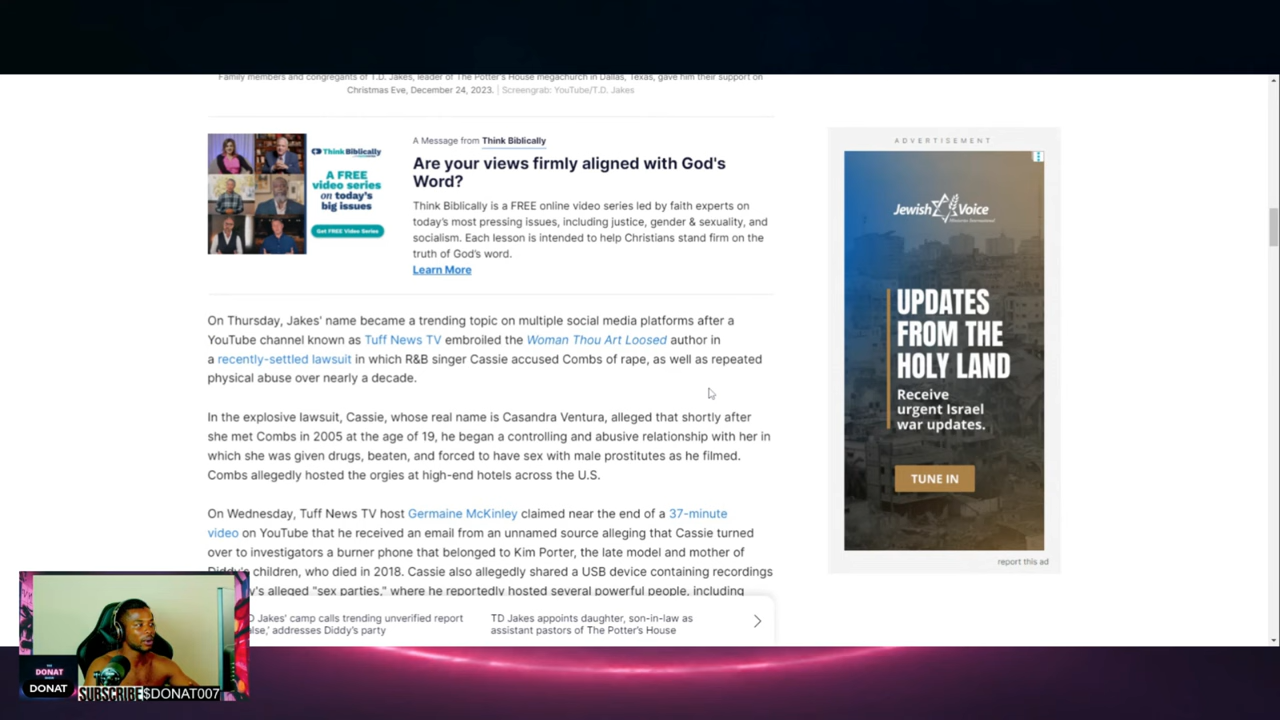 Family members and congregants of T.D. Jakes, leader of The Potter's House megachurch in Dallas, Texas, gave him their support on
Christmas Eve, December 24, 2023. | Screengrab: YouTube/T.D. Jakes
Think Biblically
A FREE
video series
on today's
big issues
Get FREE Video Series
A Message from Think Biblically
Are your views firmly aligned with God's
Word?
Think Biblically is a FREE online video series led by faith experts on
today's most pressing issues, including justice, gender & sexuality, and
socialism. Each lesson is intended to help Christians stand firm on the
truth of God's word.
Learn More
On Thursday, Jakes' name became a trending topic on multiple social media platforms after a
YouTube channel known as Tuff News TV embroiled the Woman Thou Art Loosed author in
a recently-settled lawsuit in which R&B singer Cassie accused Combs of rape, as well as repeated
physical abuse over nearly a decade.
In the explosive lawsuit, Cassie, whose real name is Casandra Ventura, alleged that shortly after
she met Combs in 2005 at the age of 19, he began a controlling and abusive relationship with her in
which she was given drugs, beaten, and forced to have sex with male prostitutes as he filmed.
Combs allegedly hosted the orgies at high-end hotels across the U.S.
On Wednesday, Tuff News TV host Germaine McKinley claimed near the end of a 37-minute
video on YouTube that he received an email from an unnamed source alleging that Cassie turned
over to investigators a burner phone that belonged to Kim Porter, the late model and mother of
Diddy's children, who died in 2018. Cassie also allegedly shared a USB device containing recordings
y's alleged "sex parties," where he reportedly hosted several powerful people, including
D Jakes' camp calls trending unverified report
lse,' addresses Diddy's party
TD Jakes appoints daughter, son-in-law as
assistant pastors of The Potter's House
ADVERTISEMENT
Jewish Voice
UPDATES
FROM THE
HOLY LAND
Receive
urgent Israel
war updates.
TUNE IN
report this ad
DONAT
DONAT
SUBSCRIBE $DONAT007